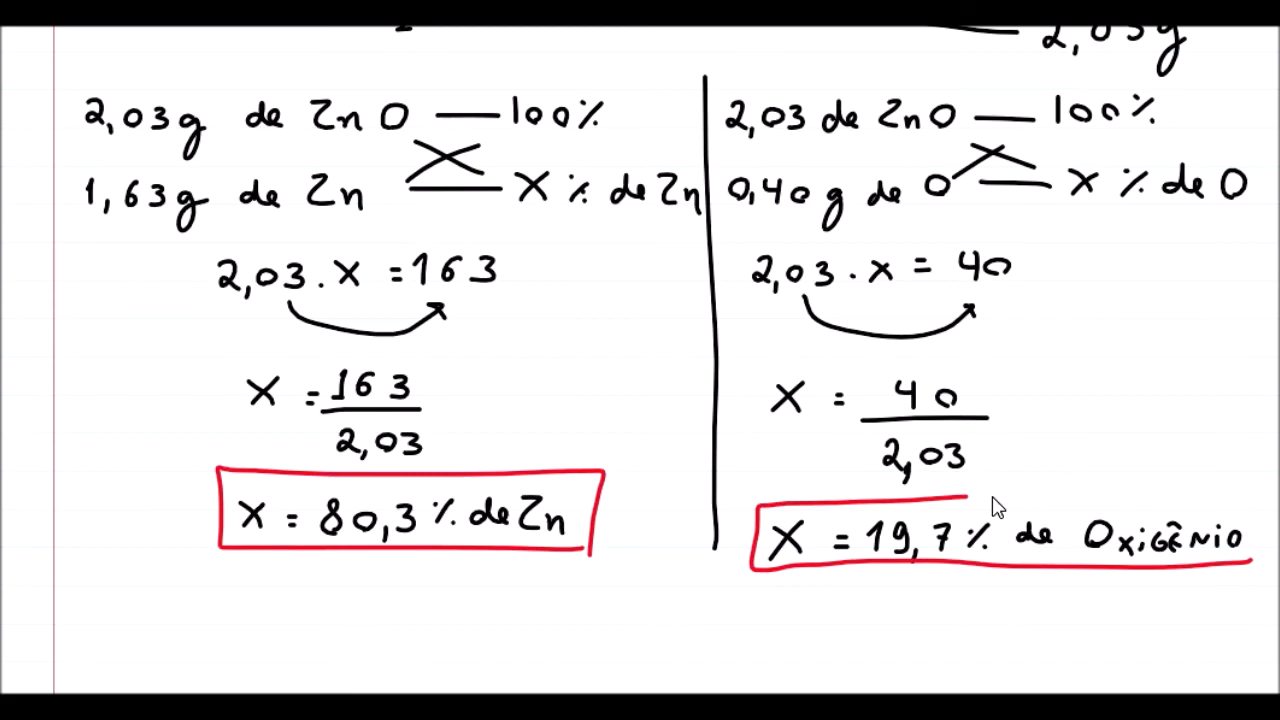 2,03g
2,03g de ZnO — 100%
1,63g de Zn — X % de Zn
2,03 . X = 163
X = 163
2,03
X = 80,3 % de Zn
2,03 de ZnO — 100%
0,40g de O — X % de O
2,03 . X = 40
X = 40
2,03
X = 19,7% de Oxigênio